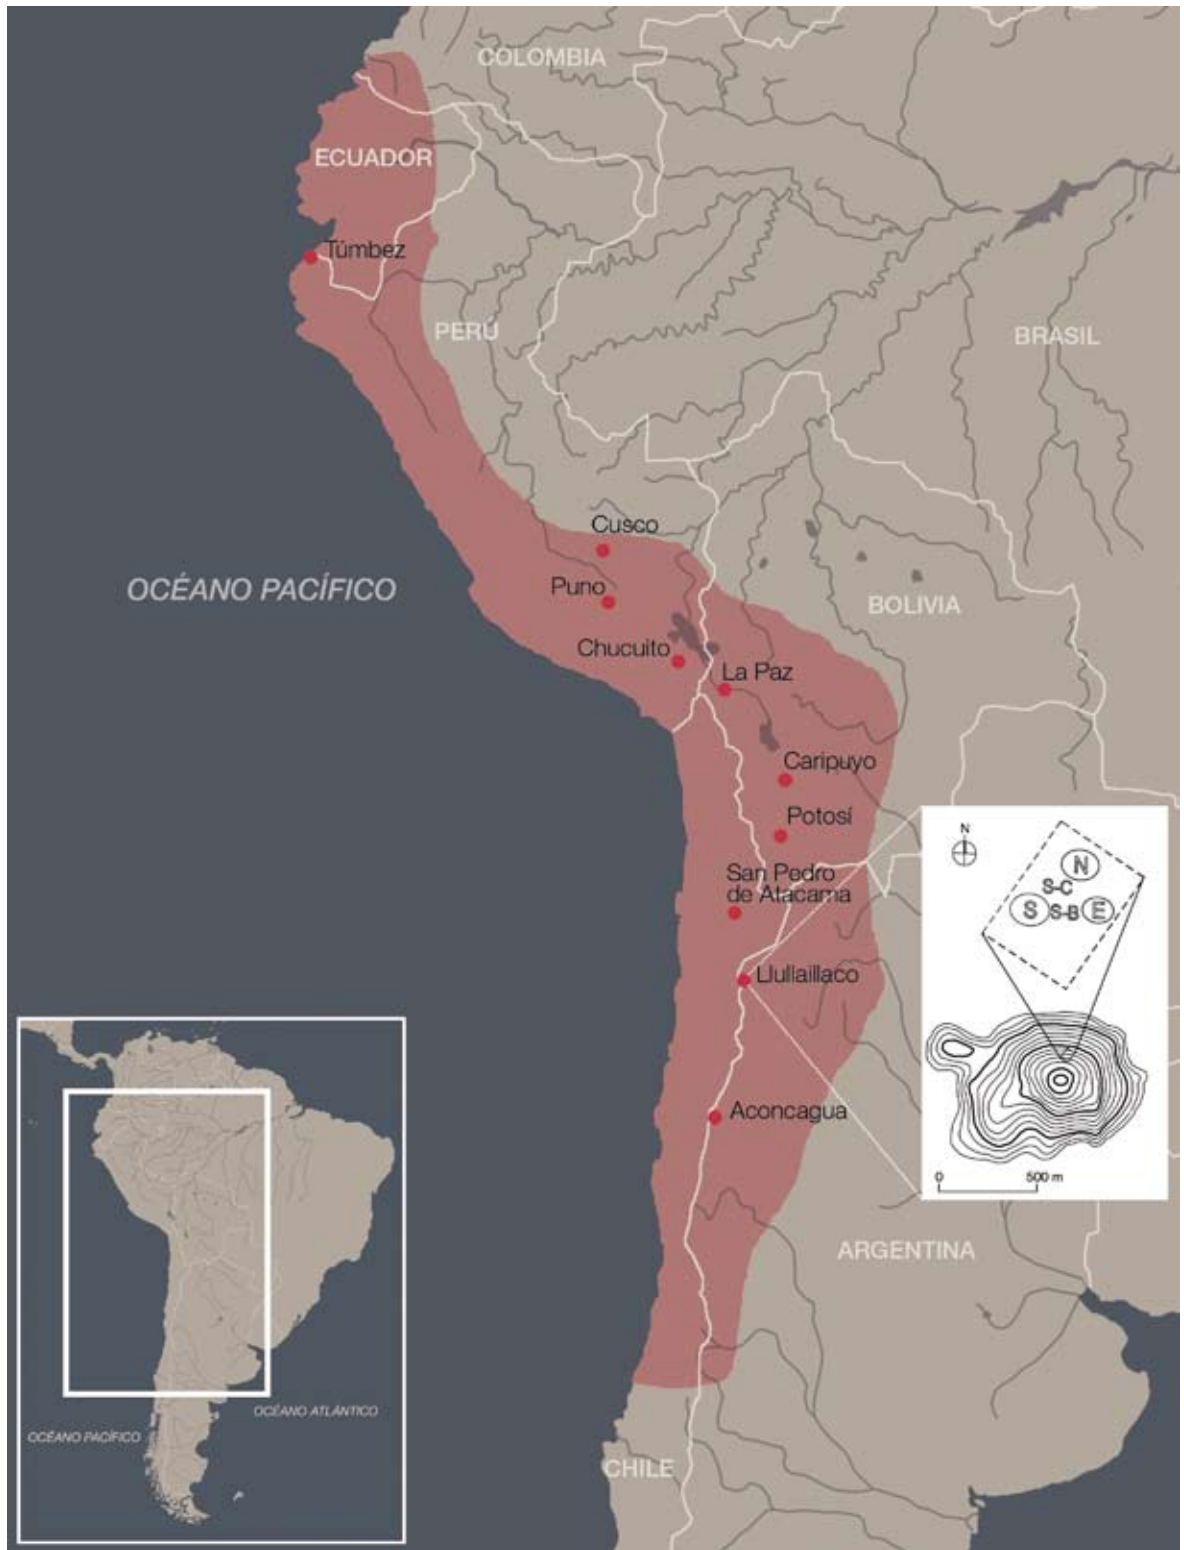 COLOMBIA
ECUADOR
Túmbez
PERÚ
BRASIL
Cusco
OCÉANO PACÍFICO
Puno
BOLIVIA
Chucuito
La Paz
Caripuyo
Potosí
San Pedro
de Atacama
Llullaillaco
Aconcagua
ARGENTINA
CHILE
N
N
S-C
S
S-B
E
0
500 m
OCÉANO ATLÁNTICO
OCÉANO PACÍFICO